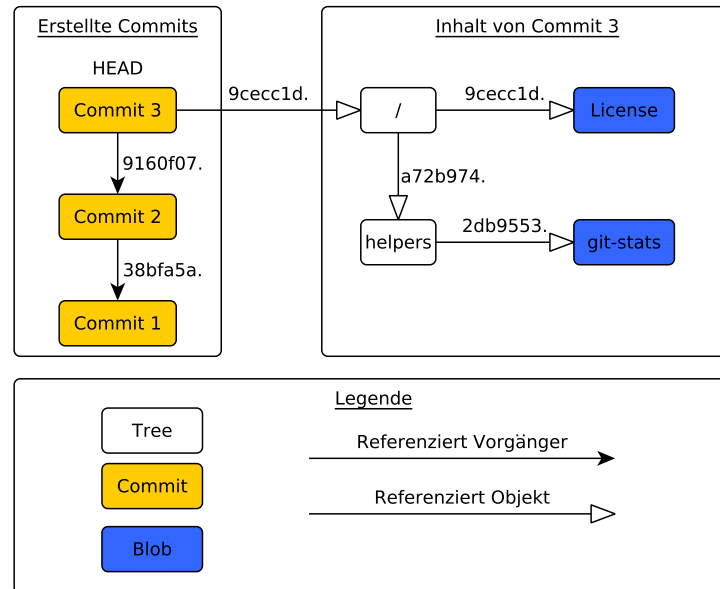 Erstellte Commits
HEAD
Commit 3
9160f07.
Commit 2
38bfa5a.
Commit 1
9cecc1d.
Inhalt von Commit 3
/
9cecc1d.
License
a72b974.
helpers
2db9553.
git-stats
Legende
Tree
Commit
Blob
Referenziert Vorgänger
Referenziert Objekt